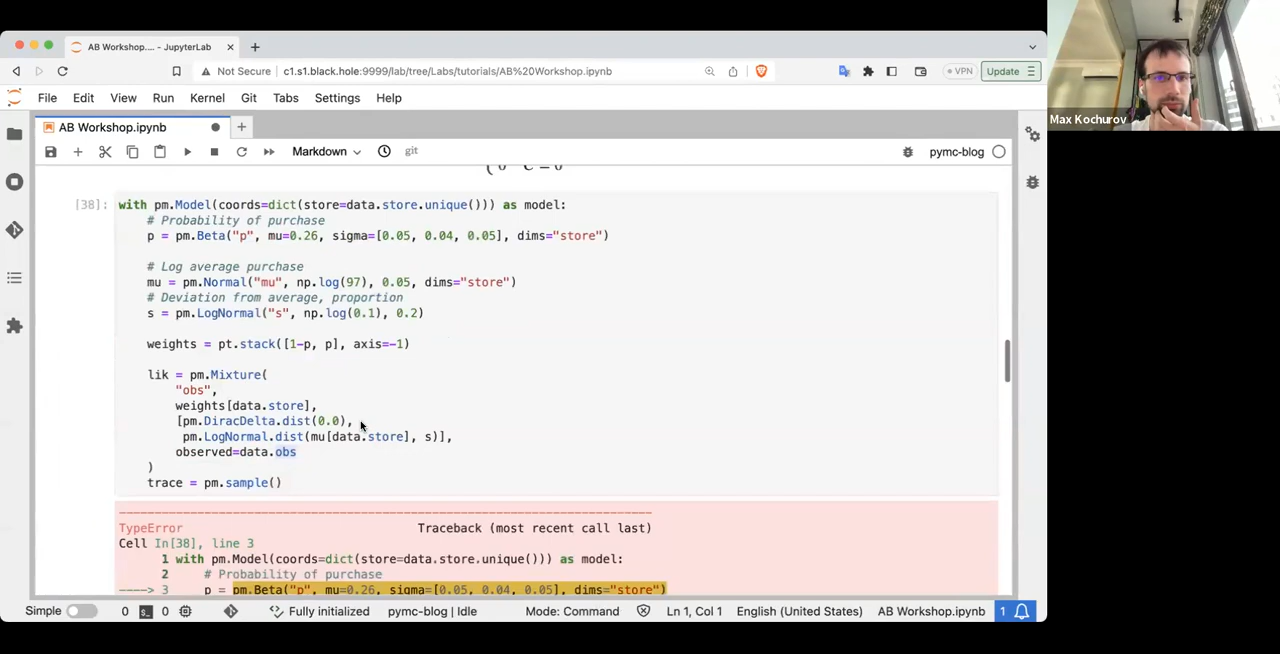 AB Workshop.... - JupyterLab
Not Secure
c1.s1.black.hole:9999/lab/tree/Labs/tutorials/AB%20Workshop.ipynb
VPN
Update
Max Kochurov
File Edit View Run Kernel Git Tabs Settings Help
AB Workshop.ipynb
Markdown
git
pymc-blog
[38]:
with pm.Model(coords=dict(store=data.store.unique())) as model:
# Probability of purchase
p = pm.Beta("p", mu=0.26, sigma=[0.05, 0.04, 0.05], dims="store")
# Log average purchase
mu = pm.Normal("mu", np.log(97), 0.05, dims="store")
# Deviation from average, proportion
s = pm.LogNormal("s", np.log(0.1), 0.2)
weights = pt.stack([1-p, p], axis=-1)
lik = pm.Mixture(
"obs",
weights[data.store],
[pm.DiracDelta.dist(0.0),
pm.LogNormal.dist(mu[data.store], s)],
observed=data.obs
)
trace = pm.sample()
---------------------------------------------------------------------------
TypeError Traceback (most recent call last)
Cell In[38], line 3
1 with pm.Model(coords=dict(store=data.store.unique())) as model:
2 # Probability of purchase
----> 3 p = pm.Beta("p", mu=0.26, sigma=[0.05, 0.04, 0.05], dims="store")
Simple 0 0 Fully initialized pymc-blog | Idle Mode: Command Ln 1, Col 1 English (United States) AB Workshop.ipynb 1